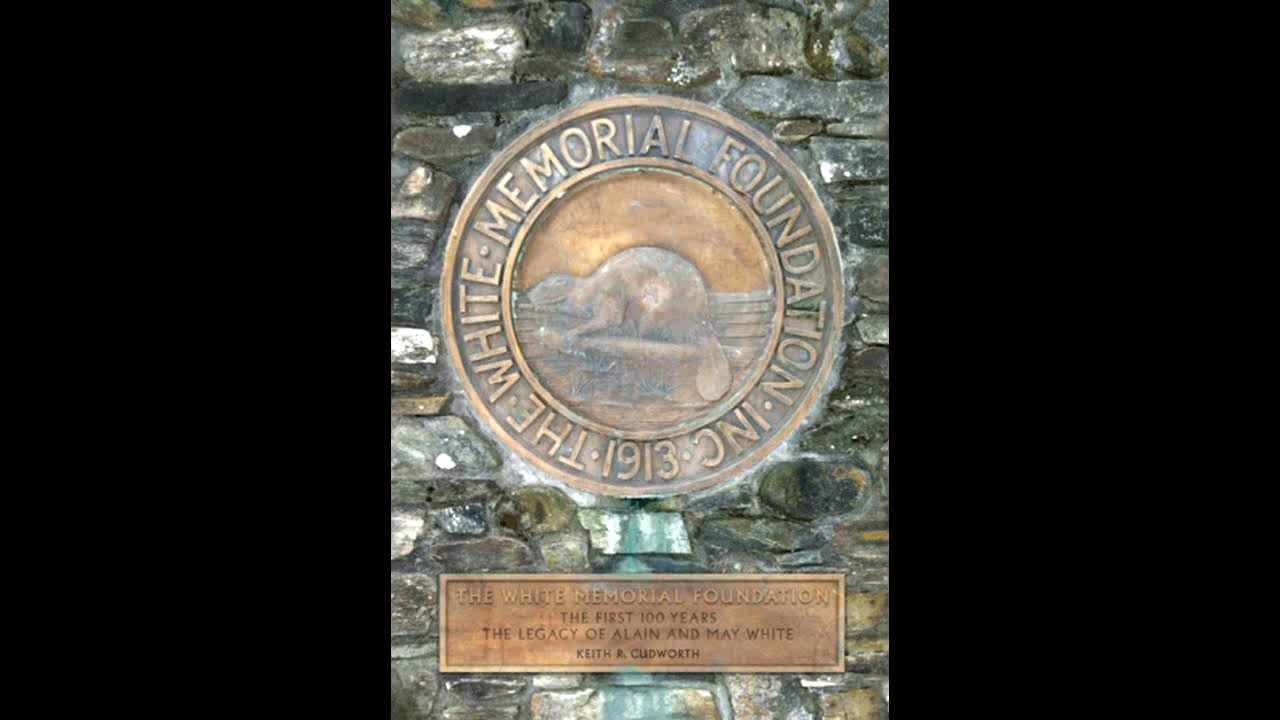 THE · WHITE · MEMORIAL FOUNDATION · INC · 1913 ·
THE WHITE MEMORIAL FOUNDATION
THE FIRST 100 YEARS
THE LEGACY OF ALAIN AND MAY WHITE
KEITH R. CUDWORTH